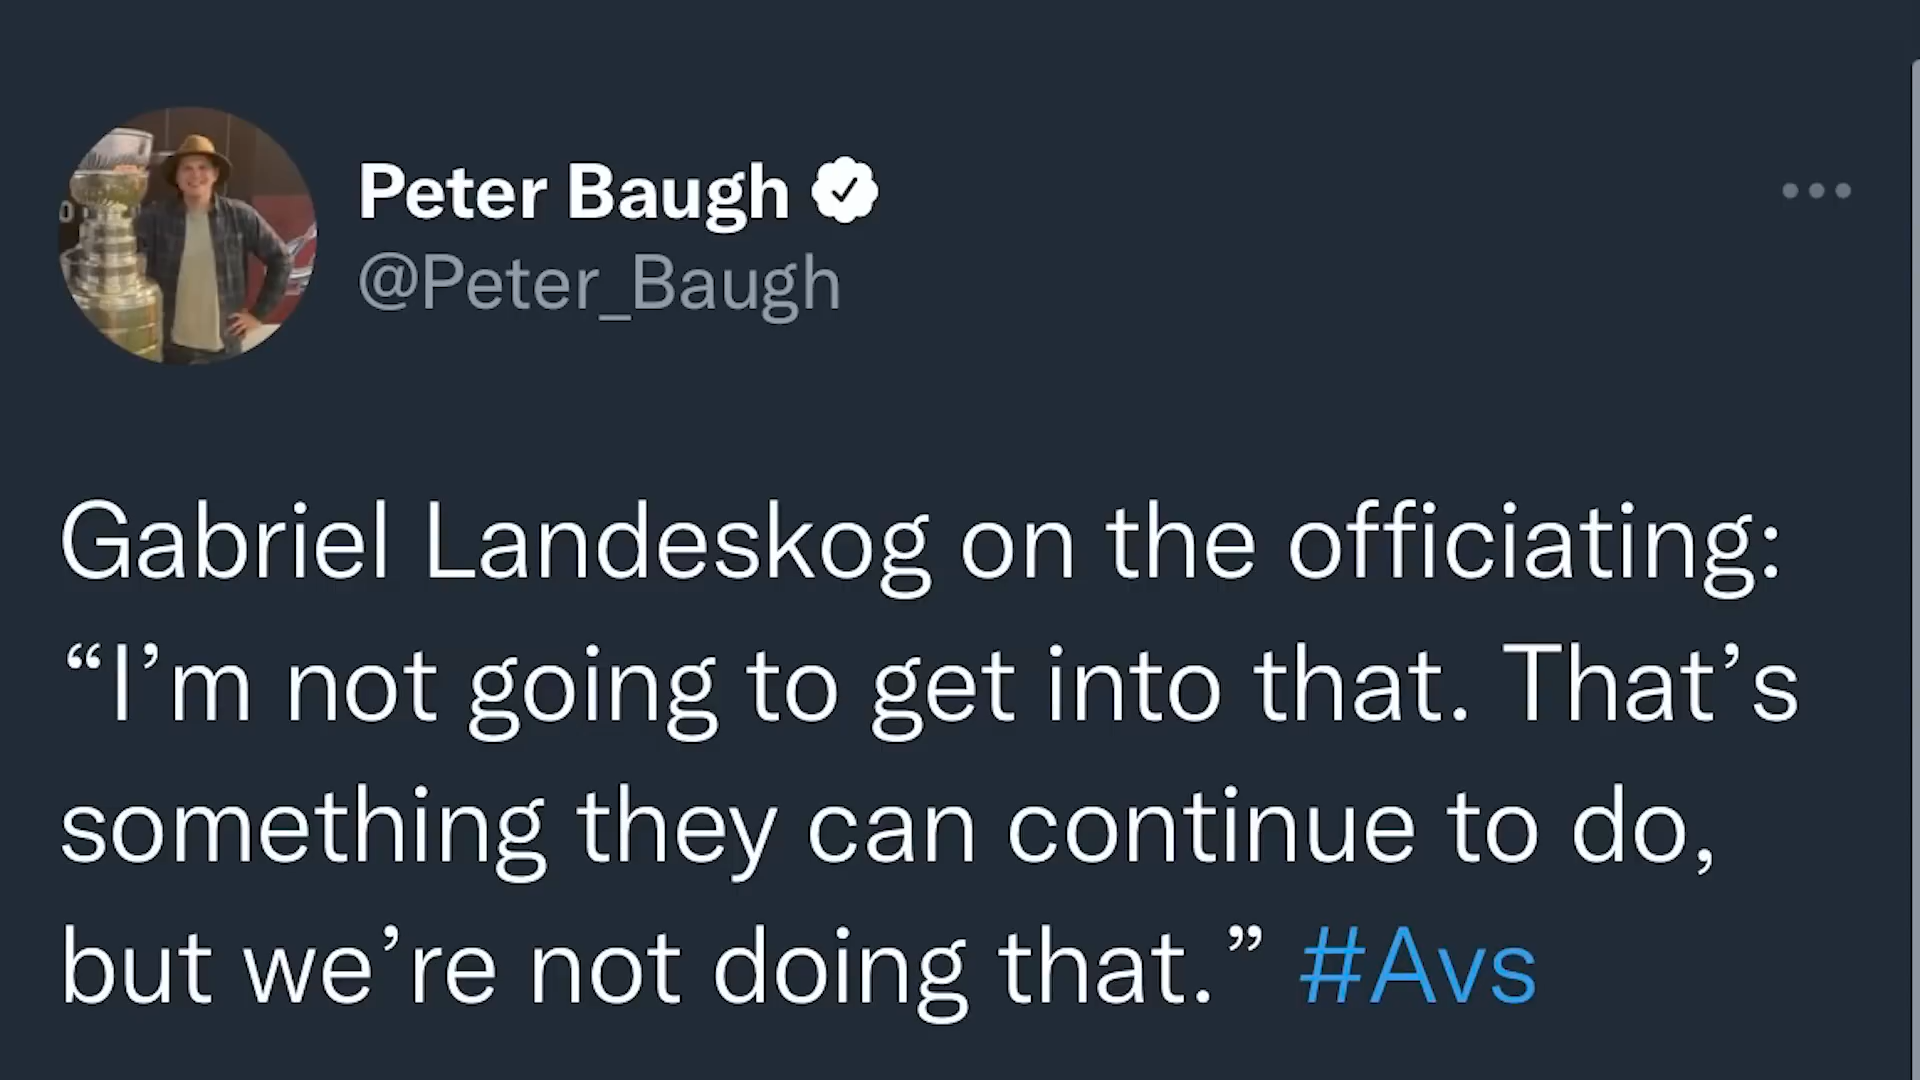 Peter Baugh
@Peter_Baugh
Gabriel Landeskog on the officiating:
“I’m not going to get into that. That’s
something they can continue to do,
but we’re not doing that.” #Avs